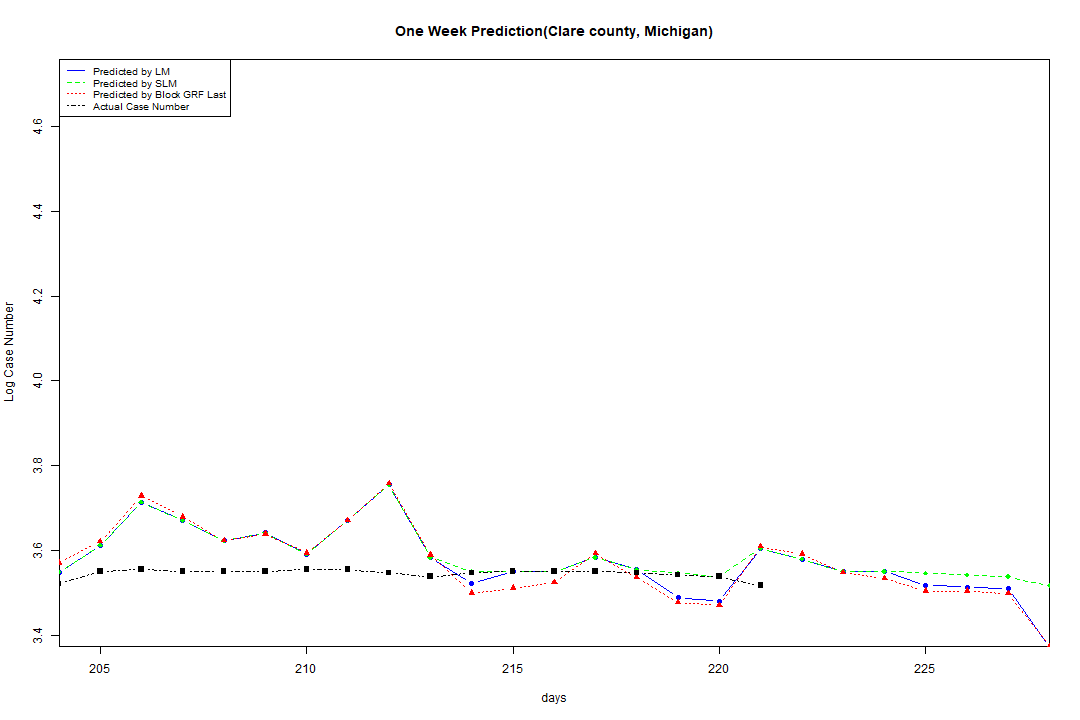 One Week Prediction(Clare county, Michigan)
Predicted by LM
Predicted by SLM
Predicted by Block GRF Last
Actual Case Number
4.6
4.4
4.2
4.0
3.8
3.6
3.4
Log Case Number
205 210 215 220 225
days